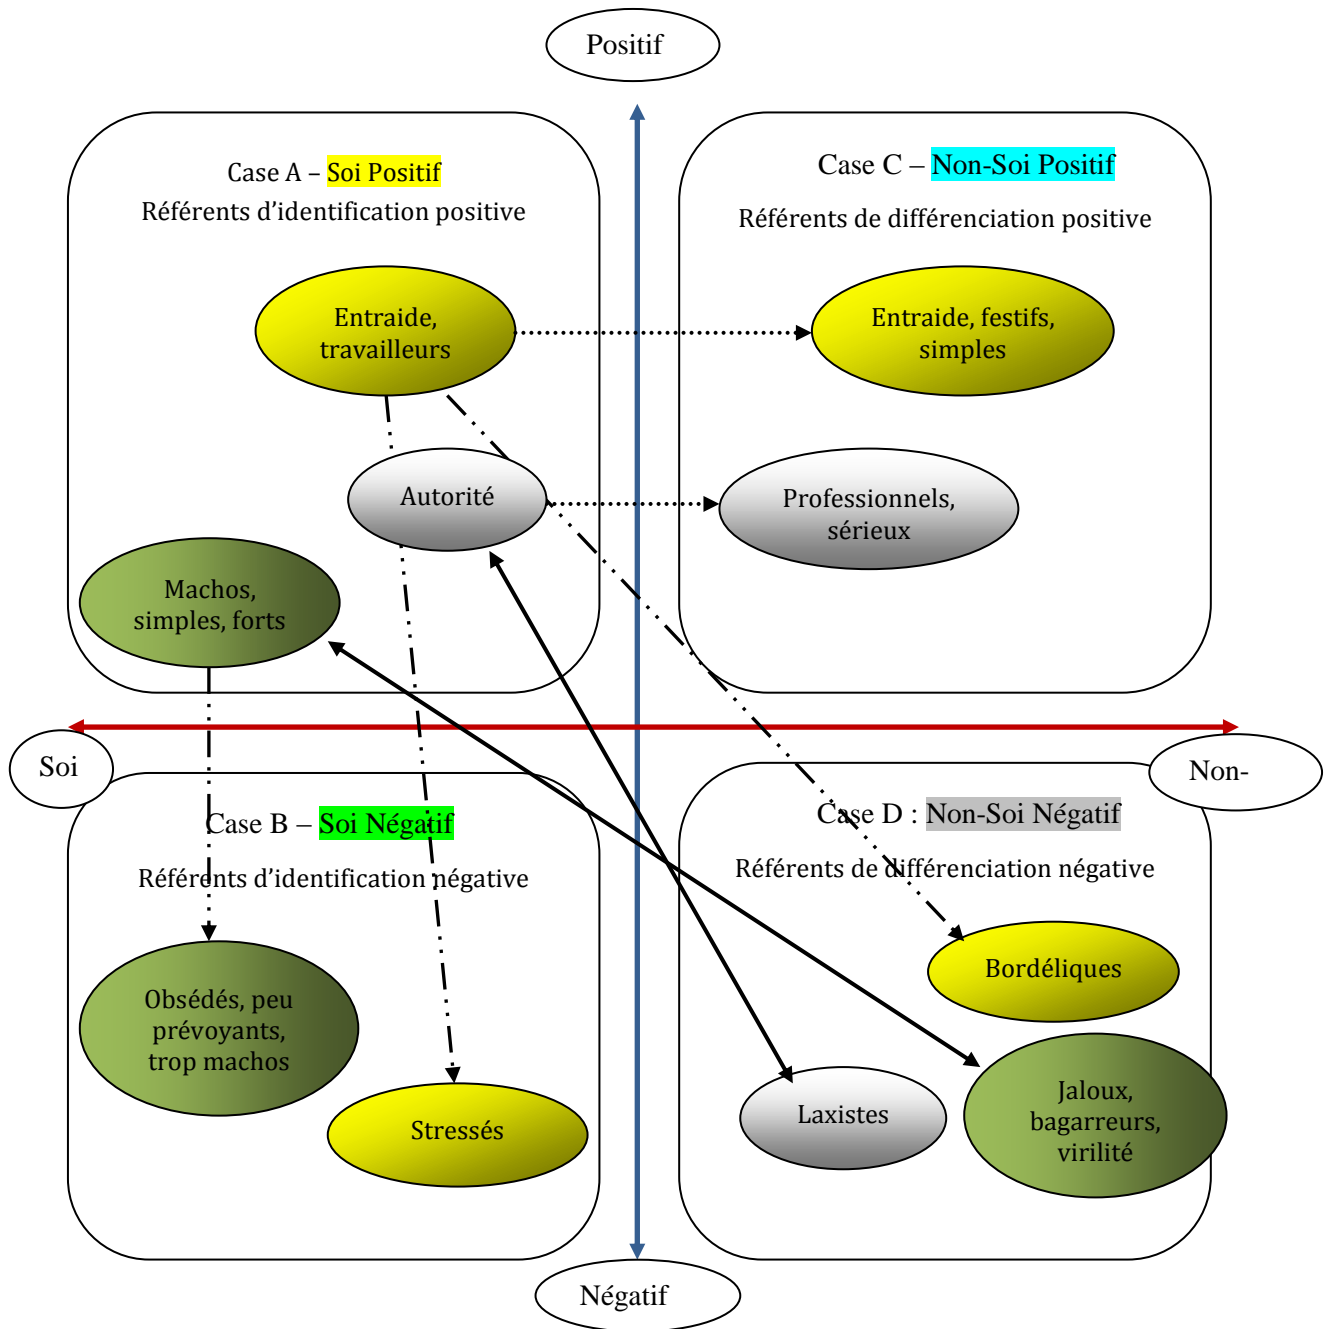 Positif
Case A – Soi Positif
Référents d’identification positive
Entraide,
travailleurs
Autorité
Machos,
simples, forts
Case C – Non-Soi Positif
Référents de différenciation positive
Entraide, festifs,
simples
Professionnels,
sérieux
Soi
Non-
Case B – Soi Négatif
Référents d’identification négative
Obsédés, peu
prévoyants,
trop machos
Stressés
Case D : Non-Soi Négatif
Référents de différenciation négative
Bordéliques
Laxistes
Jaloux,
bagarreurs,
virilité
Négatif